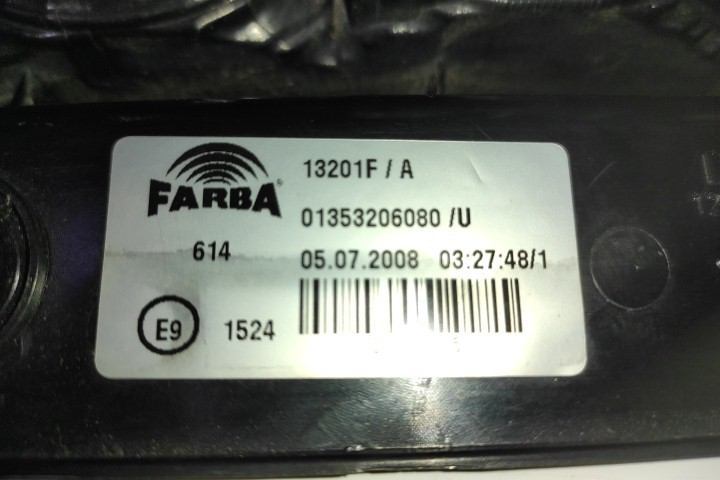 FARBA®
13201F / A
01353206080 /U
614
05.07.2008 03:27:48/1
E9
1524